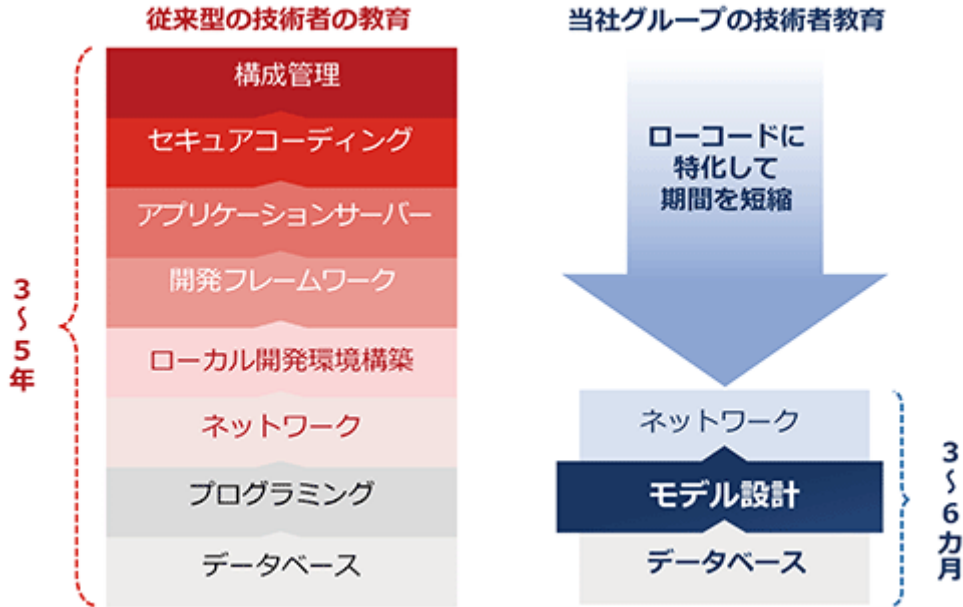 従来型の技術者の教育
構成管理
セキュアコーディング
アプリケーションサーバー
開発フレームワーク
ローカル開発環境構築
ネットワーク
プログラミング
データベース
3～5年
当社グループの技術者教育
ローコードに
特化して
期間を短縮
ネットワーク
モデル設計
データベース
3～6カ月